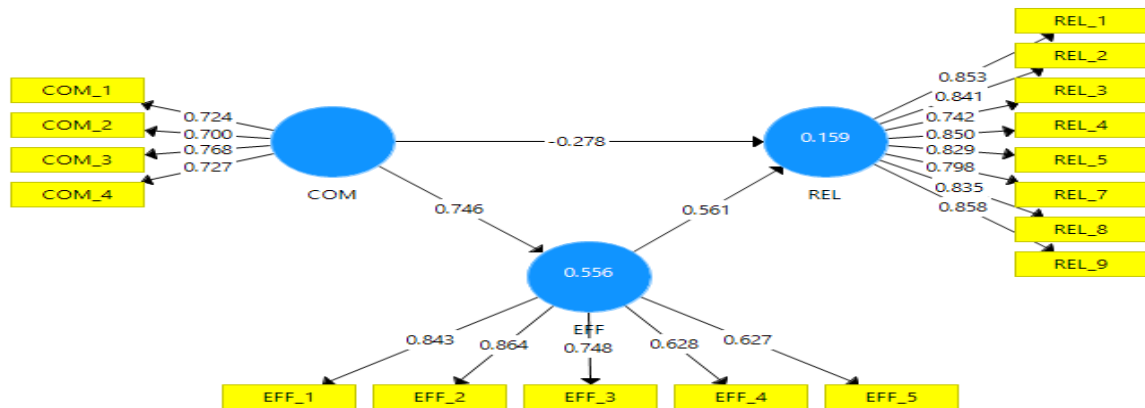 REL_1
REL_2
REL_3
REL_4
REL_5
REL_7
REL_8
REL_9
0.853
0.841
0.742
0.850
0.829
0.798
0.835
0.858
COM_1
COM_2
COM_3
COM_4
0.724
0.700
0.768
0.727
COM
-0.278
0.159
REL
0.746
0.561
0.556
EFF
0.843
0.864
0.748
0.628
0.627
EFF_1
EFF_2
EFF_3
EFF_4
EFF_5